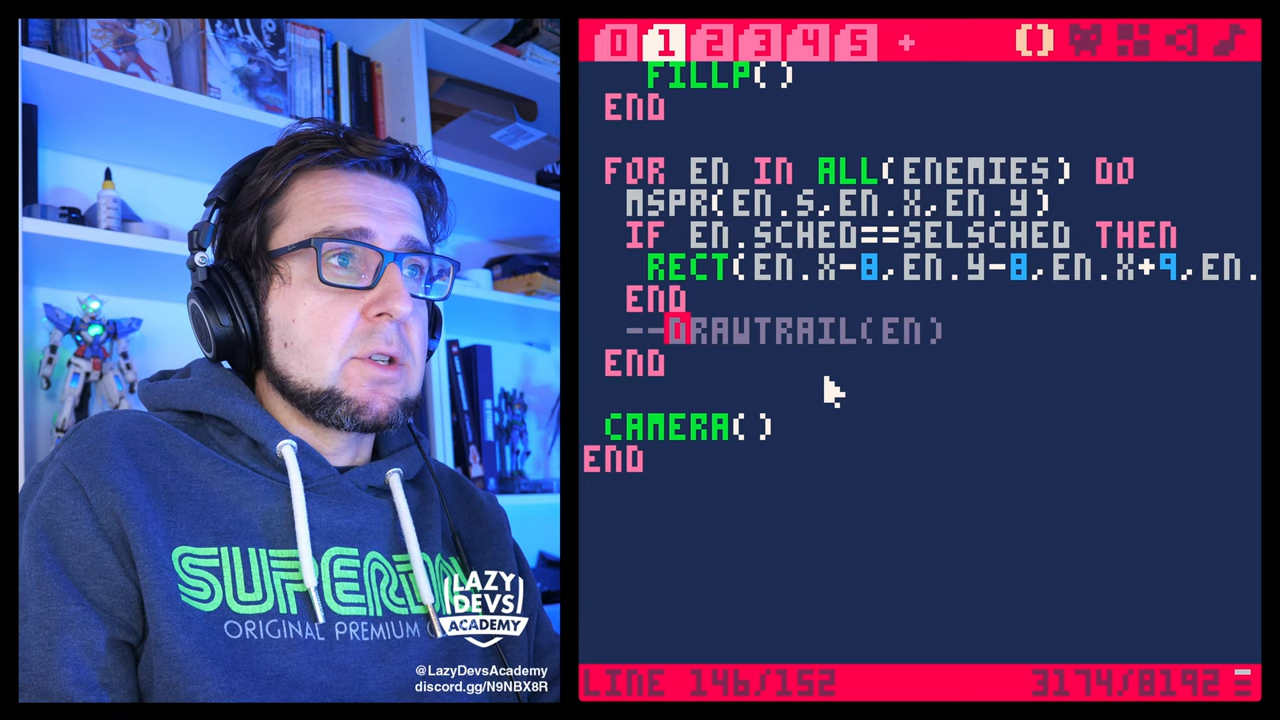 0 1 2 3 4 5 + ()
FILLP()
END
FOR EN IN ALL(ENEMIES) DO
MSPR(EN.S,EN.X,EN.Y)
IF EN.SCHED==SELSCHED THEN
RECT(EN.X-8,EN.Y-8,EN.X+9,EN.
END
--DRAWTRAIL(EN)
END
CAMERA()
END
LINE 146/152 3174/8192
ORIGINAL PREMIUM
LAZY
DEVS
ACADEMY
@LazyDevsAcademy
discord.gg/N9NBX8R